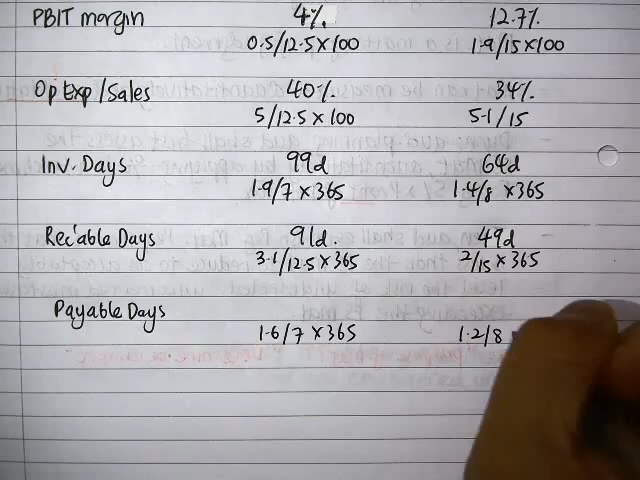 PBIT margin 4% 12.7%
0.5/12.5 x 100 1.9/15 x 100
Op Exp/Sales 40% 34%
5/12.5 x 100 5.1/15
Inv. Days 99d 64d
1.9/7 x 365 1.4/8 x 365
Rec'able Days 91d. 49d
3.1/12.5 x 365 2/15 x 365
Payable Days
1.6/7 x 365 1.2/8